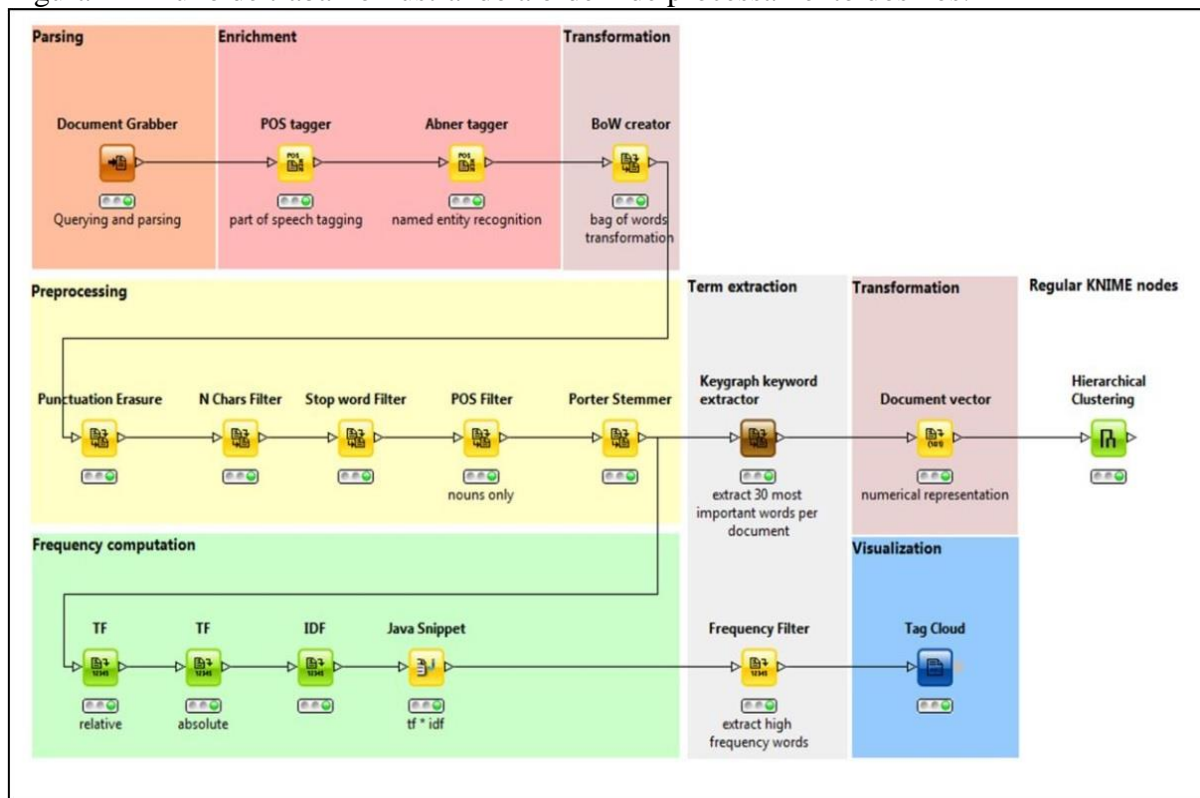 Parsing
Enrichment
Transformation
Document Grabber
POS tagger
Abner tagger
BoW creator
Querying and parsing
part of speech tagging
named entity recognition
bag of words
transformation
Preprocessing
Term extraction
Transformation
Regular KNIME nodes
Punctuation Erasure
N Chars Filter
Stop word Filter
POS Filter
Porter Stemmer
Keygraph keyword
extractor
Document vector
Hierarchical
Clustering
nouns only
extract 30 most
important words per
document
numerical representation
Frequency computation
Visualization
TF
TF
IDF
Java Snippet
Frequency Filter
Tag Cloud
relative
absolute
tf * idf
extract high
frequency words